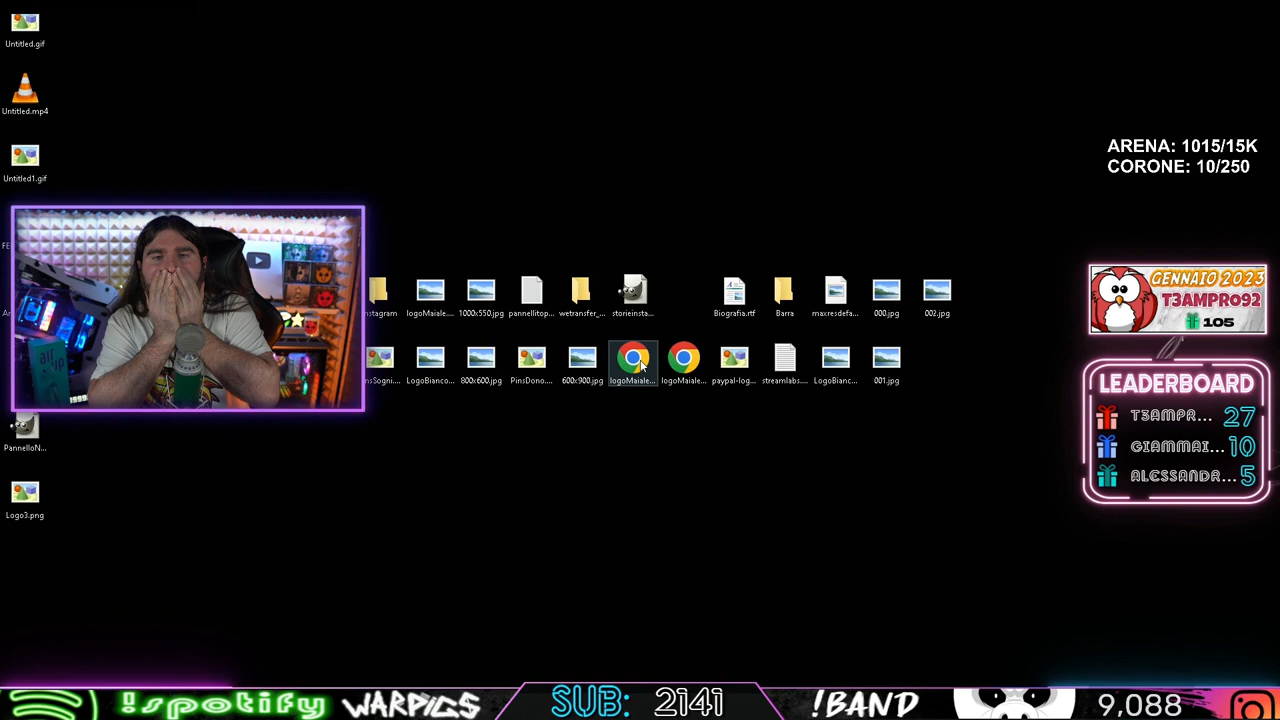 Untitled.gif
Untitled.mp4
Untitled1.gif
ARENA: 1015/15K
CORONE: 10/250
GENNAIO 2023
T3AMPRO92
105
logoMaiale...
1000x550.jpg
pannellitop...
wetransfer_...
storieinsta...
Biografia.rtf
Barra
maxresdefa...
000.jpg
002.jpg
LogoBianco...
800x600.jpg
PinsDono...
600x900.jpg
logoMaiale...
logoMaiale...
paypal-log...
streamlabs...
LogoBianc...
001.jpg
LEADERBOARD
T3AMPR... 27
GIAMMAI... 10
ALESSANDR... 5
PannelloN...
Logo3.png
!spotify
WARPIGS
SUB: 2141
!BAND
9,088